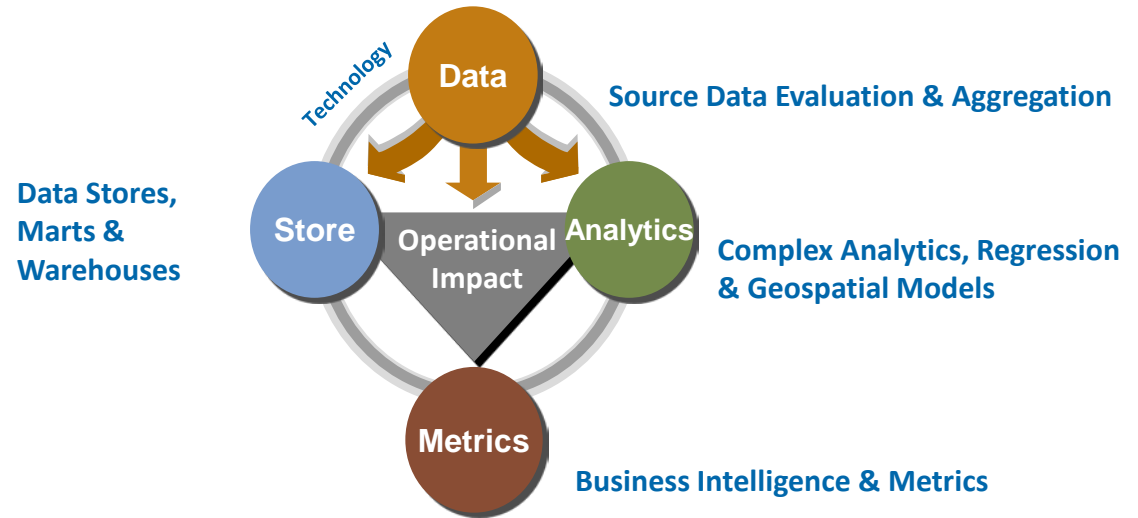 Technology
Data
Source Data Evaluation & Aggregation
Data Stores,
Marts &
Warehouses
Store
Operational
Impact
Analytics
Complex Analytics, Regression
& Geospatial Models
Metrics
Business Intelligence & Metrics